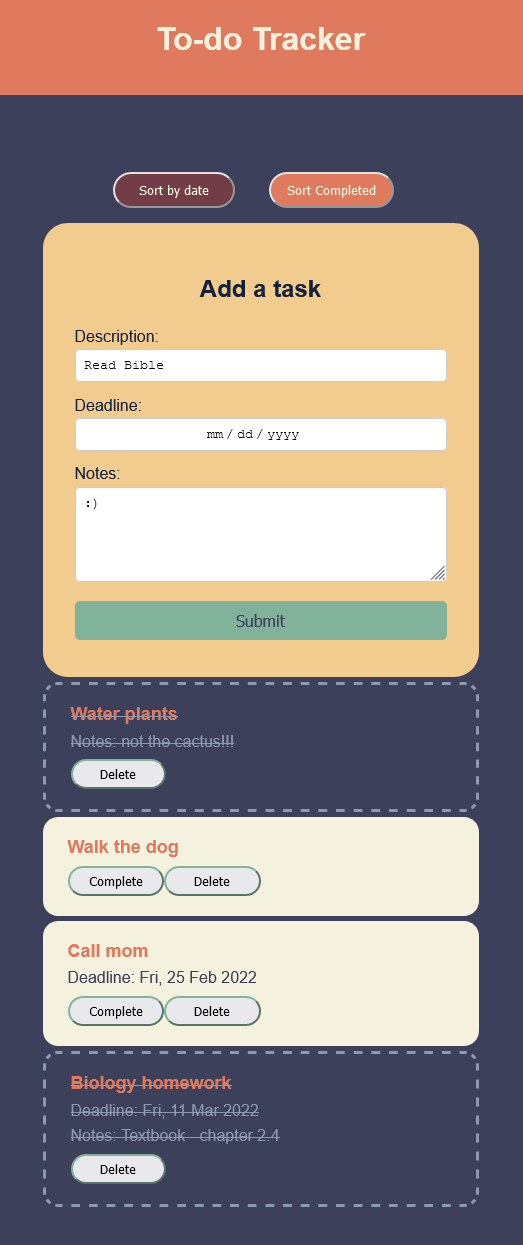 To-do Tracker
Sort by date Sort Completed
Add a task
Description:
Read Bible
Deadline:
mm / dd / yyyy
Notes:
:)
Submit
Water plants
Notes: not the cactus!!!
Delete
Walk the dog
Complete Delete
Call mom
Deadline: Fri, 25 Feb 2022
Complete Delete
Biology homework
Deadline: Fri, 11 Mar 2022
Notes: Textbook - chapter 2.4
Delete